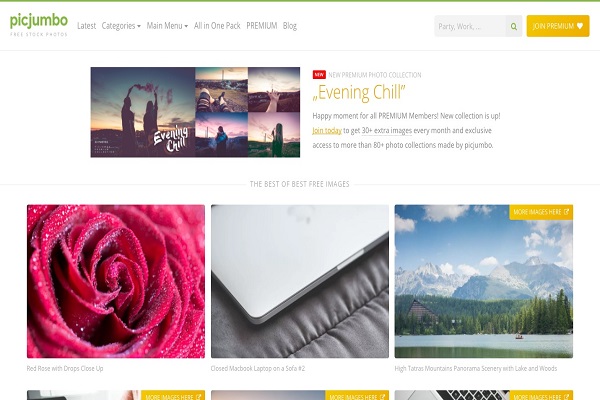 picjumbo
FREE STOCK PHOTOS
Latest Categories Main Menu All in One Pack PREMIUM Blog
Party, Work, ...
JOIN PREMIUM
Evening
Chill
NEW NEW PREMIUM PHOTO COLLECTION
„Evening Chill”
Happy moment for all PREMIUM Members! New collection is up!
Join today to get 30+ extra images every month and exclusive
access to more than 80+ photo collections made by picjumbo.
THE BEST OF BEST FREE IMAGES
MORE IMAGES HERE
Red Rose with Drops Close Up
Closed Macbook Laptop on a Sofa #2
High Tatras Mountains Panorama Scenery with Lake and Woods
MORE IMAGES HERE
MORE IMAGES HERE